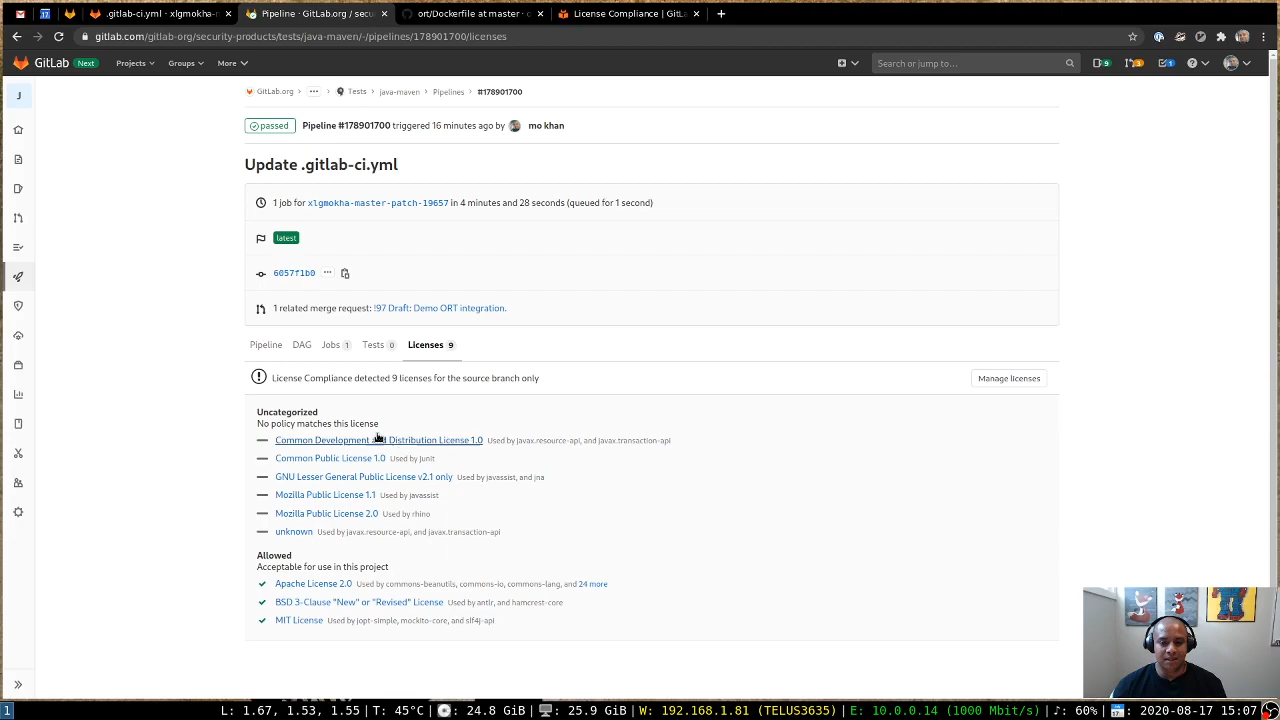 .gitlab-ci.yml · xlgmokha-m
Pipeline · GitLab.org / secu
ort/Dockerfile at master · o
License Compliance | GitLa
gitlab.com/gitlab-org/security-products/tests/java-maven/-/pipelines/178901700/licenses
GitLab Next Projects Groups More Search or jump to...
J
GitLab.org > ... > Tests > java-maven > Pipelines > #178901700
passed Pipeline #178901700 triggered 16 minutes ago by mo khan
Update .gitlab-ci.yml
1 job for xlgmokha-master-patch-19657 in 4 minutes and 28 seconds (queued for 1 second)
latest
6057f1b0 ...
1 related merge request: !97 Draft: Demo ORT integration.
Pipeline DAG Jobs 1 Tests 0 Licenses 9
License Compliance detected 9 licenses for the source branch only Manage licenses
Uncategorized
No policy matches this license
Common Development and Distribution License 1.0 Used by javax.resource-api, and javax.transaction-api
Common Public License 1.0 Used by junit
GNU Lesser General Public License v2.1 only Used by javassist, and jna
Mozilla Public License 1.1 Used by javassist
Mozilla Public License 2.0 Used by rhino
unknown Used by javax.resource-api, and javax.transaction-api
Allowed
Acceptable for use in this project
Apache License 2.0 Used by commons-beanutils, commons-io, commons-lang, and 24 more
BSD 3-Clause "New" or "Revised" License Used by antlr, and hamcrest-core
MIT License Used by jopt-simple, mockito-core, and slf4j-api
1 L: 1.67, 1.53, 1.55 T: 45°C : 24.8 GiB : 25.9 GiB W: 192.168.1.81 (TELUS3635) E: 10.0.0.14 (1000 Mbit/s) ♪: 60% : 2020-08-17 15:07